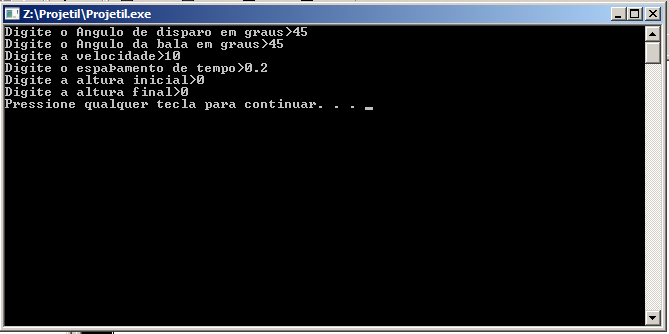 Z:\Projetil\Projetil.exe
Digite o Angulo de disparo em graus>45
Digite o Angulo da bala em graus>45
Digite a velocidade>10
Digite o espaþamento de tempo>0.2
Digite a altura inicial>0
Digite a altura final>0
Pressione qualquer tecla para continuar. . . _